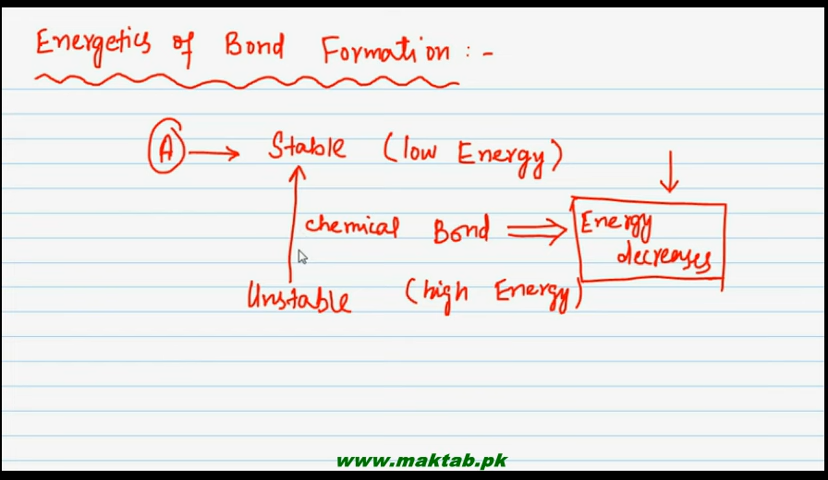 Energetics of Bond Formation :-
A → Stable (low Energy)
Chemical Bond ⇒ Energy decreases
Unstable (high Energy)
www.maktab.pk